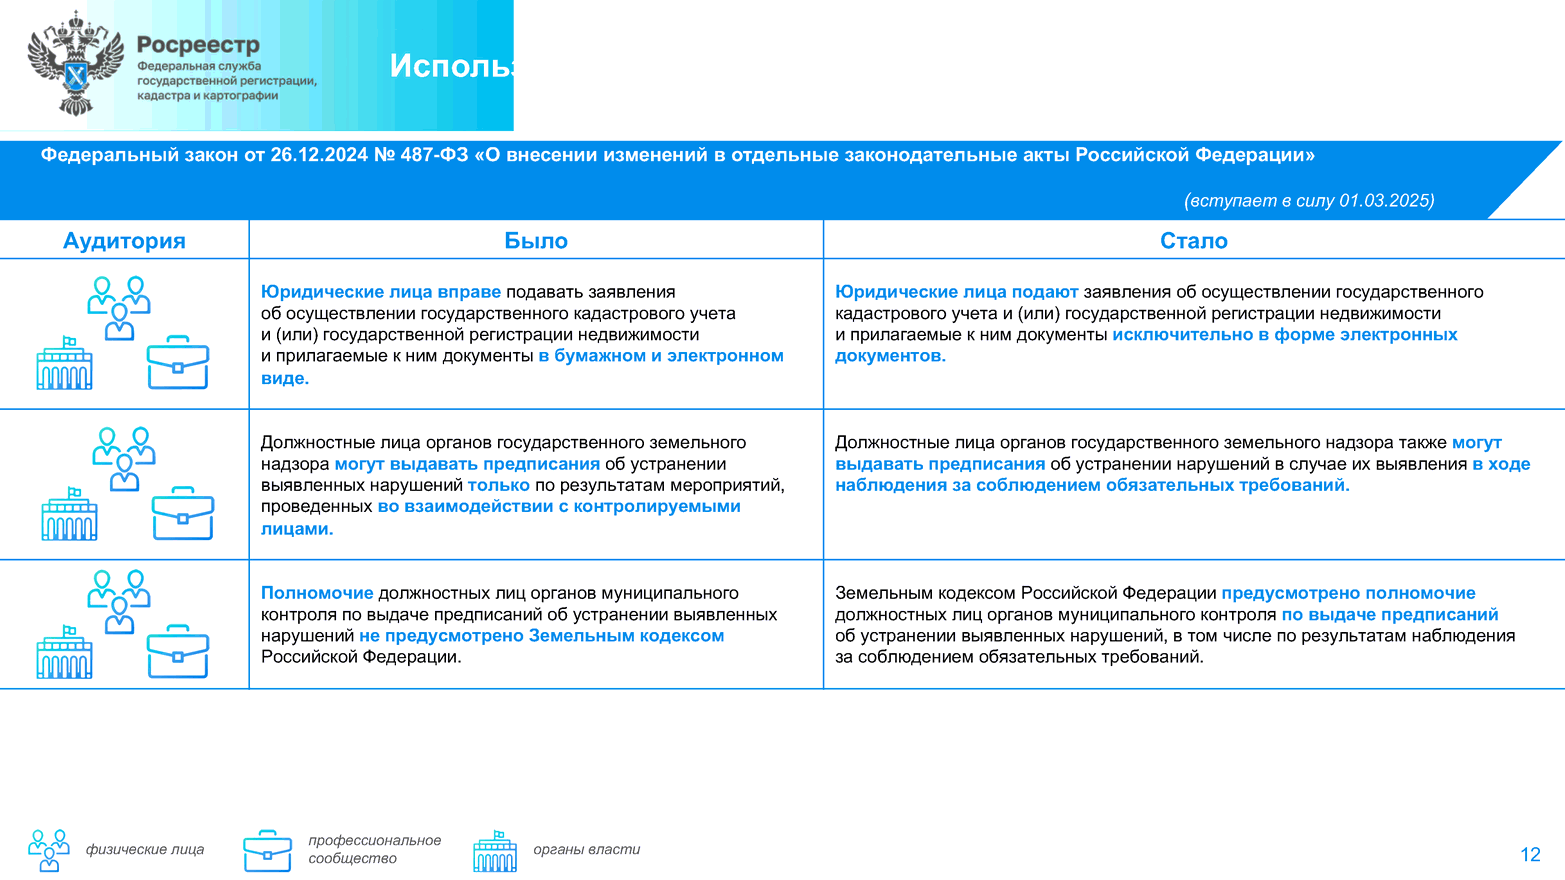 Росреестр
Федеральная служба
государственной регистрации,
кадастра и картографии
Федеральный закон от 26.12.2024 № 487-ФЗ «О внесении изменений в отдельные законодательные акты Российской Федерации»
(вступает в силу 01.03.2025)
Аудитория
Было
Стало
Юридические лица вправе подавать заявления
об осуществлении государственного кадастрового учета
и (или) государственной регистрации недвижимости
и прилагаемые к ним документы в бумажном и электронном
виде.
Юридические лица подают заявления об осуществлении государственного
кадастрового учета и (или) государственной регистрации недвижимости
и прилагаемые к ним документы исключительно в форме электронных
документов.
Должностные лица органов государственного земельного
надзора могут выдавать предписания об устранении
выявленных нарушений только по результатам мероприятий,
проведенных во взаимодействии с контролируемыми
лицами.
Должностные лица органов государственного земельного надзора также могут
выдавать предписания об устранении нарушений в случае их выявления в ходе
наблюдения за соблюдением обязательных требований.
Полномочие должностных лиц органов муниципального
контроля по выдаче предписаний об устранении выявленных
нарушений не предусмотрено Земельным кодексом
Российской Федерации.
Земельным кодексом Российской Федерации предусмотрено полномочие
должностных лиц органов муниципального контроля по выдаче предписаний
об устранении выявленных нарушений, в том числе по результатам наблюдения
за соблюдением обязательных требований.
физические лица
профессиональное
сообщество
органы власти
12